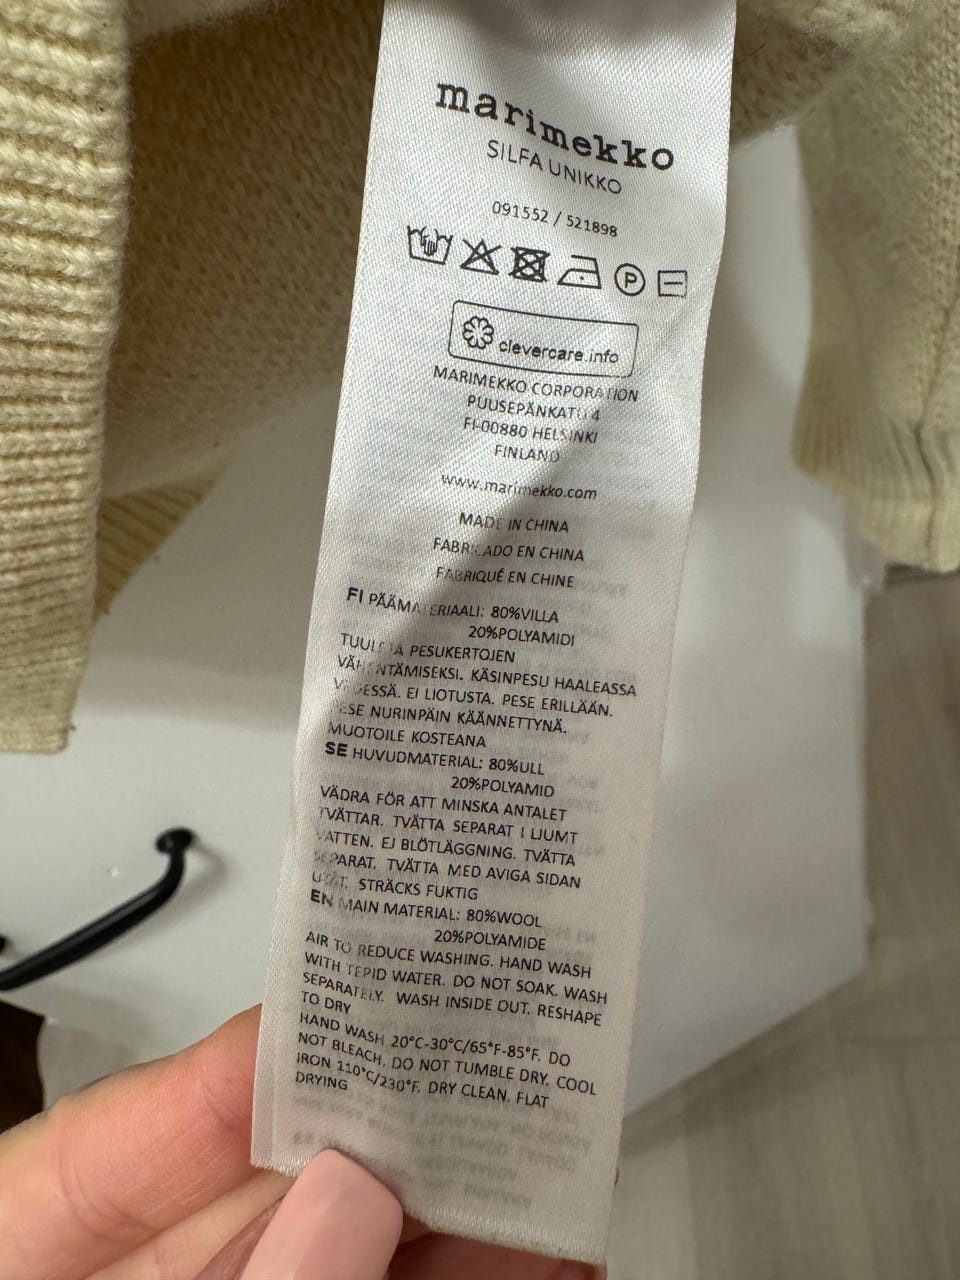 marimekko
SILFA UNIKKO
091552 / 521898
P
clevercare.info
MARIMEKKO CORPORATION
PUUSEPÄNKATU 4
FI-00880 HELSINKI
FINLAND
www.marimekko.com
MADE IN CHINA
FABRICADO EN CHINA
FABRIQUÉ EN CHINE
FI PÄÄMATERIAALI: 80%VILLA
20%POLYAMIDI
TUULETA PESUKERTOJEN
VÄHENTÄMISEKSI. KÄSINPESU HAALEASSA
VEDESSÄ. EI LIOTUSTA. PESE ERILLÄÄN.
PESE NURINPÄIN KÄÄNNETTYNÄ.
MUOTOILE KOSTEANA
SE HUVUDMATERIAL: 80%ULL
20%POLYAMID
VÄDRA FÖR ATT MINSKA ANTALET
TVÄTTAR. TVÄTTA SEPARAT I LJUMT
VATTEN. EJ BLÖTLÄGGNING. TVÄTTA
SEPARAT. TVÄTTA MED AVIGA SIDAN
UTÅT. STRÄCKS FUKTIG
EN MAIN MATERIAL: 80%WOOL
20%POLYAMIDE
AIR TO REDUCE WASHING. HAND WASH
WITH TEPID WATER. DO NOT SOAK. WASH
SEPARATELY. WASH INSIDE OUT. RESHAPE
TO DRY
HAND WASH 20°C-30°C/65°F-85°F. DO
NOT BLEACH. DO NOT TUMBLE DRY. COOL
IRON 110°C/230°F. DRY CLEAN. FLAT
DRYING